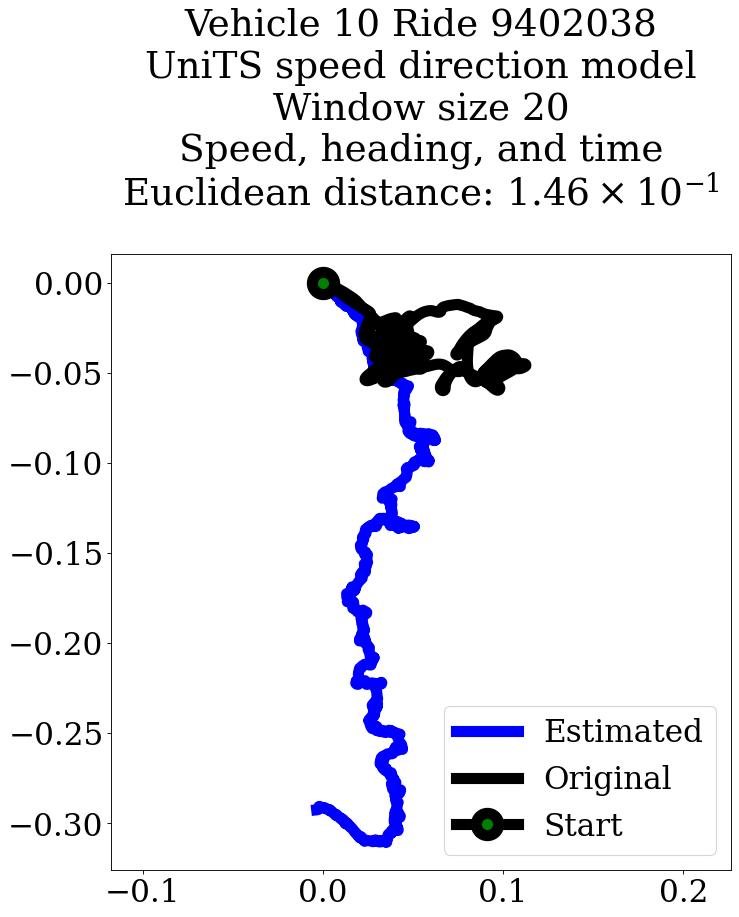 Vehicle 10 Ride 9402038
UniTS speed direction model
Window size 20
Speed, heading, and time
Euclidean distance: 1.46 × 10⁻¹
0.00
−0.05
−0.10
−0.15
−0.20
−0.25
−0.30
Estimated
Original
Start
−0.1
0.0
0.1
0.2